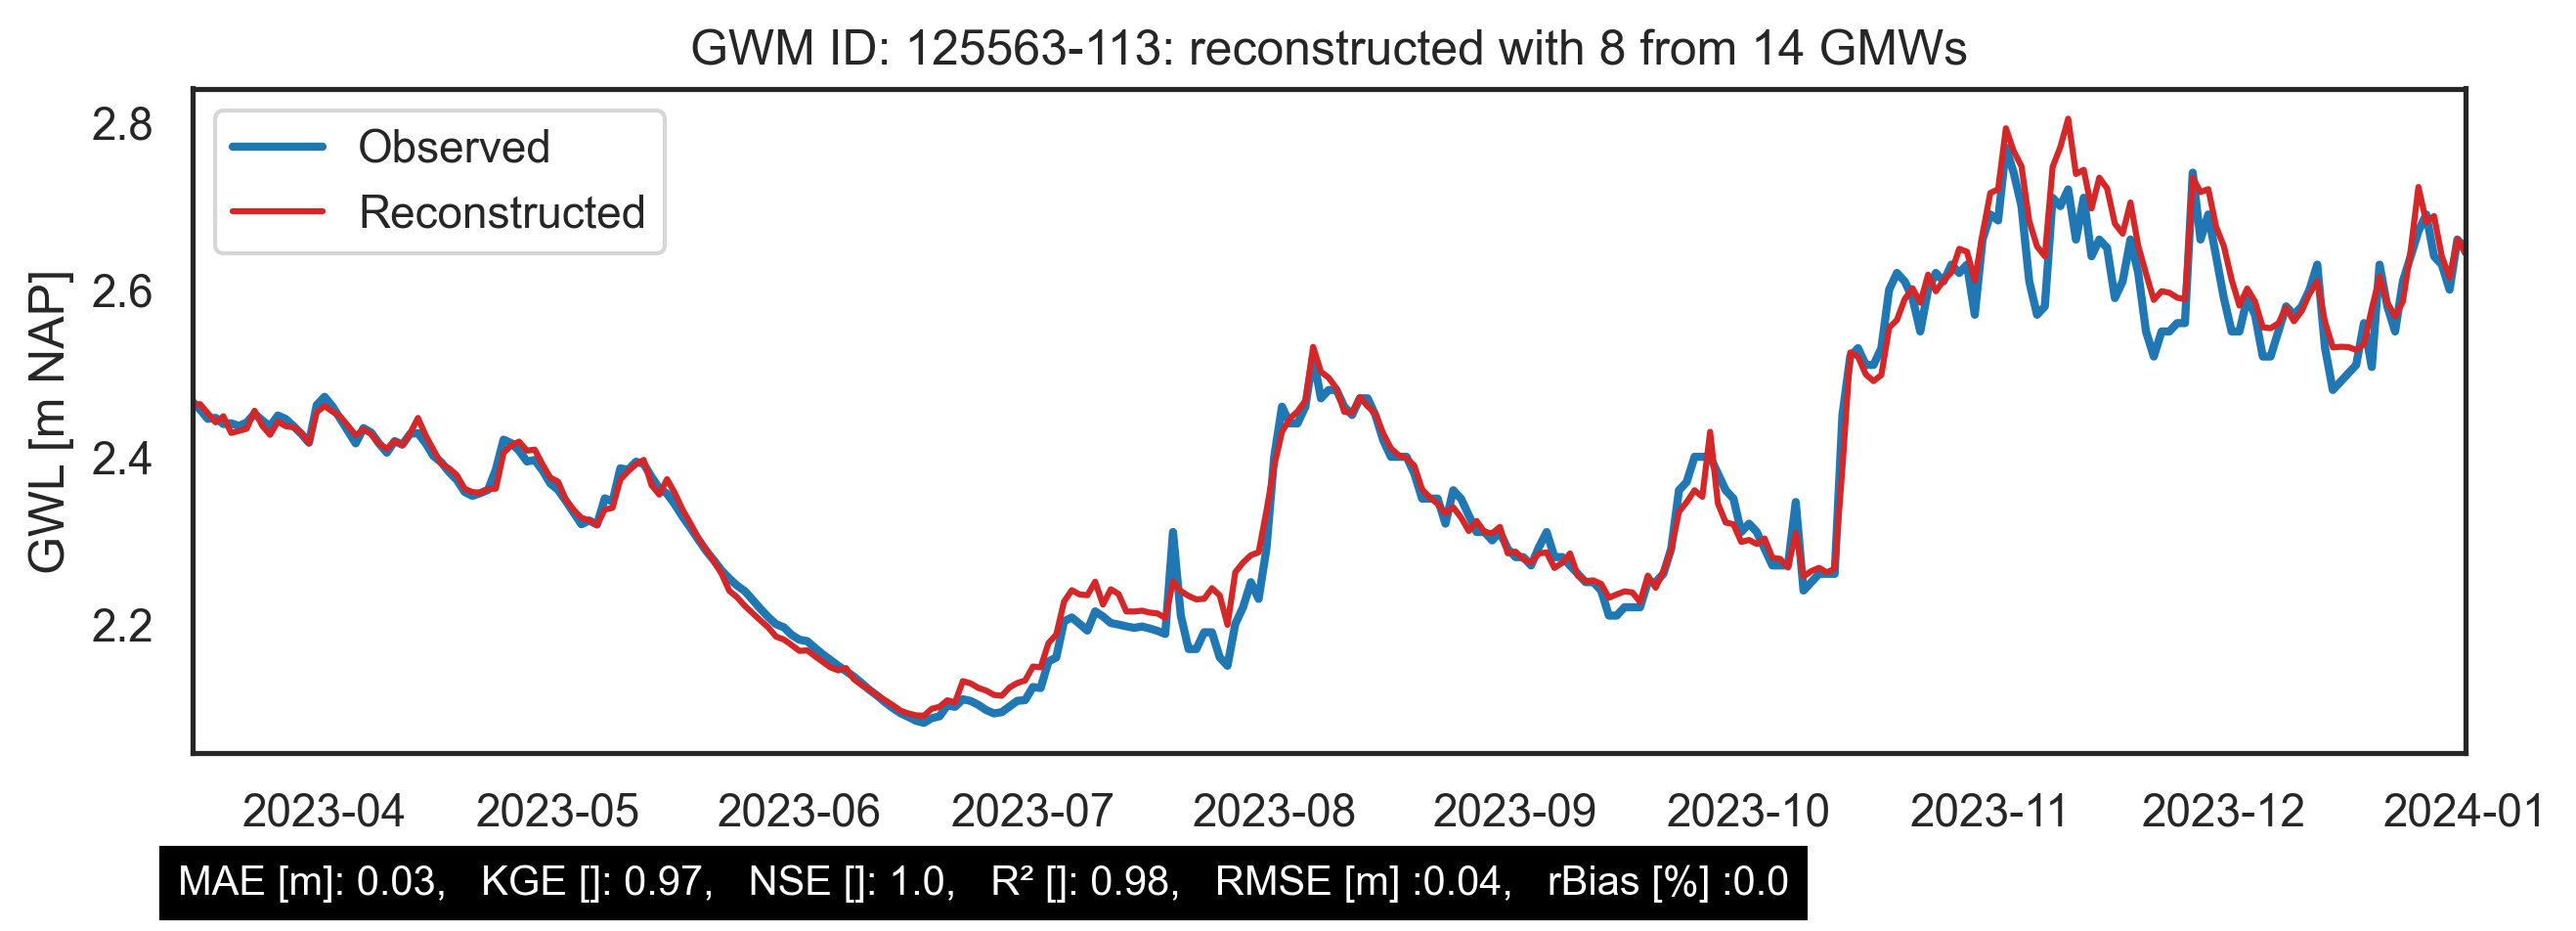 GWM ID: 125563-113: reconstructed with 8 from 14 GMWs
GWL [m NAP]
2.8
2.6
2.4
2.2
Observed
Reconstructed
2023-04 2023-05 2023-06 2023-07 2023-08 2023-09 2023-10 2023-11 2023-12 2024-01
MAE [m]: 0.03, KGE []: 0.97, NSE []: 1.0, R² []: 0.98, RMSE [m] :0.04, rBias [%] :0.0